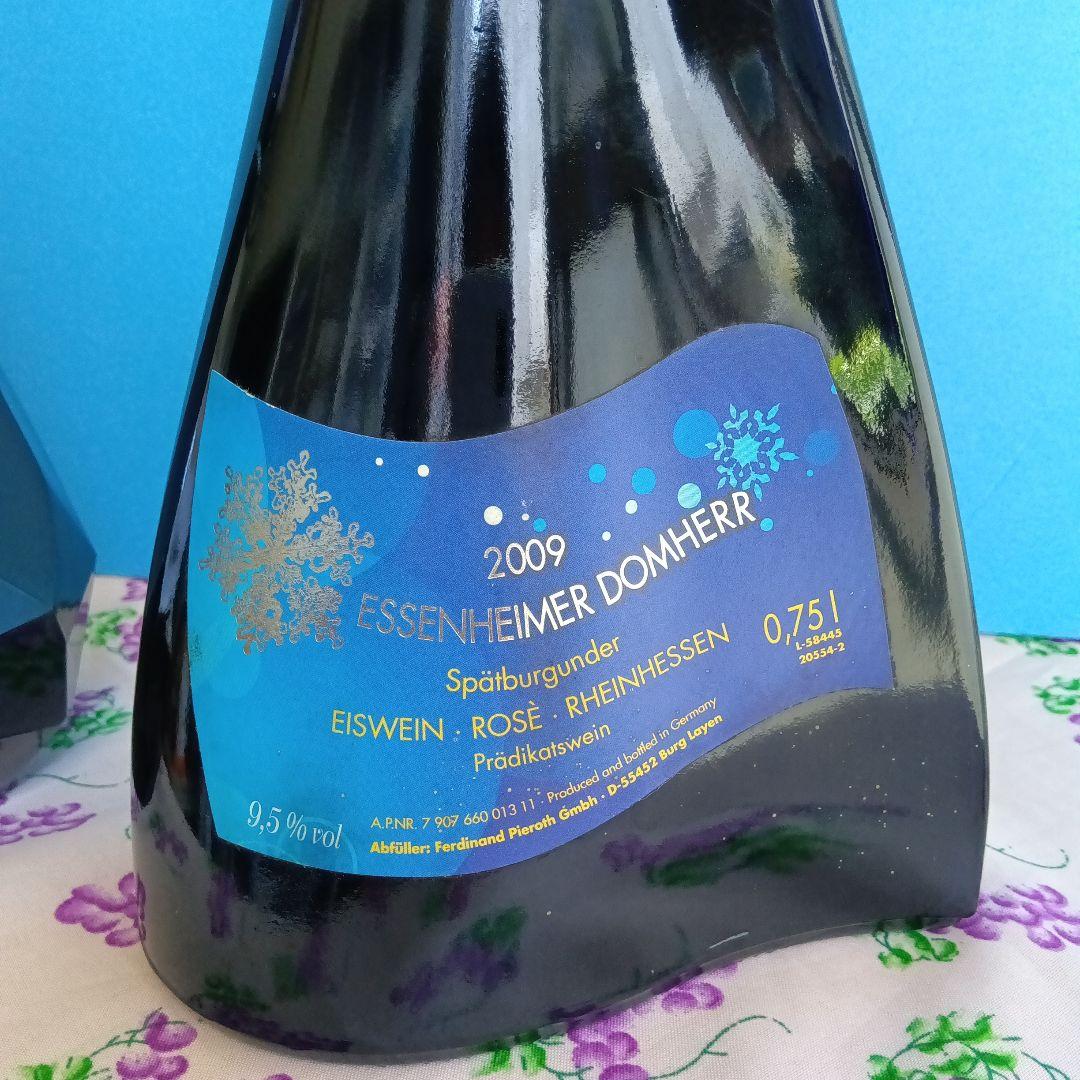 2009
ESSENHEIMER DOMHERR
Spätburgunder
EISWEIN · ROSÈ · RHEINHESSEN
Prädikatswein
0,75 l
L-58445
20554-2
9,5 % vol
A.P.NR. 7 907 660 013 11 · Produced and bottled in Germany
Abfüller: Ferdinand Pieroth GmbH · D-55452 Burg Layen